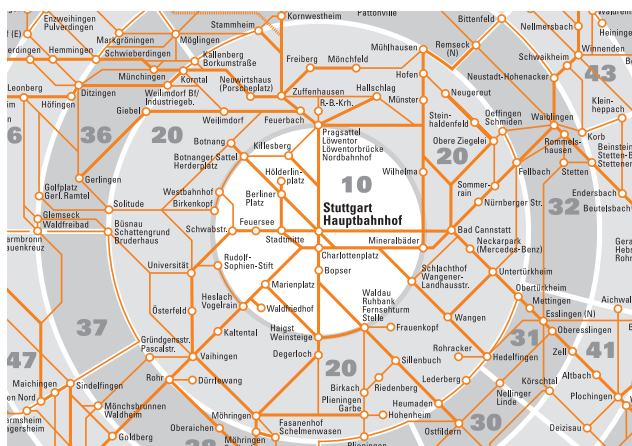 Enzweihingen
Pulverdingen
Markgröningen
Möglingen
Stammheim
Kornwestheim
Pattonville
Bittenfeld
Nellmersbach
(F)
Hemmingen
Schwieberdingen
Kallenberg
Borkumstraße
Freiberg
Mönchfeld
Mühlhausen
Remseck
(N)
Schwaikheim
Winnenden
Leonberg
Münchingen
Korntal
Neuwirtshaus
(Porscheplatz)
Hofen
Neustadt-Hohenacker
43
Ditzingen
Weilimdorf Bf/
Industriegeb.
Zuffenhausen
Hallschlag
Münster
Neugereut
Höfingen
Giebel
Weilimdorf
Feuerbach
R.-B.-Krh.
Stein-
haldenfeld
Oeffingen
Schmiden
Waiblingen
Klein-
heppach
36
20
Botnang
Killesberg
Pragsattel
Löwentor
Löwentorbrücke
Nordbahnhof
Obere Ziegelei
20
Rommels-
hausen
Korb
Botnanger Sattel
Herderplatz
Hölderlin-
platz
10
Wilhelma
Fellbach
Stetten
Gerlingen
Westbahnhof
Birkenkopf
Berliner
Platz
Stuttgart
Hauptbahnhof
Sommer-
rain
Endersbach
Beutelsbach
Golfplatz
Gerl.Ramtel
Solitude
Nürnberger Str.
32
Glemseck
Waldfreibad
Büsnau
Schattengrund
Bruderhaus
Schwabstr.
Feuersee
Stadtmitte
Mineralbäder
Bad Cannstatt
Neckarpark
(Mercedes-Benz)
Charlottenplatz
Universität
Rudolf-
Sophien-Stift
Bopser
Schlachthof
Wangener-
Landhausstr.
Untertürkheim
Marienplatz
Obertürkheim
37
Österfeld
Heslach
Vogelrain
Waldfriedhof
Waldau
Ruhbank
Fernsehturm
Stelle
Mettingen
Esslingen (N)
Wangen
Oberesslingen
Kaltental
Haigst
Weinsteige
Frauenkopf
31
Gründgensstr.
Pascalstr.
Vaihingen
Degerloch
Rohracker
Hedelfingen
Zell
41
47
20
Sillenbuch
Maichingen
Sindelfingen
Rohr
Dürrlewang
Birkach
Plieningen
Garbe
Riedenberg
Lederberg
Altbach
Mönchsbrunnen
Waldheim
Möhringen
Hohenheim
Heumaden
Nellinger
Linde
Körschtal
Plochingen
Goldberg
Oberaichen
Fasanenhof
Schelmenwasen
30
Ostfildern
Deizisau